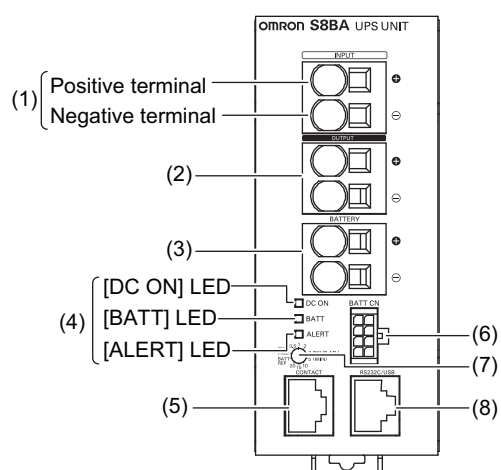 OMRON S8BA UPS UNIT
INPUT
(1)
Positive terminal
Negative terminal
OUTPUT
(2)
BATTERY
(3)
(4)
[DC ON] LED
[BATT] LED
[ALERT] LED
DC ON
BATT
ALERT
BATT CN
(6)
(7)
CONTACT
RS232C/USB
(5)
(8)